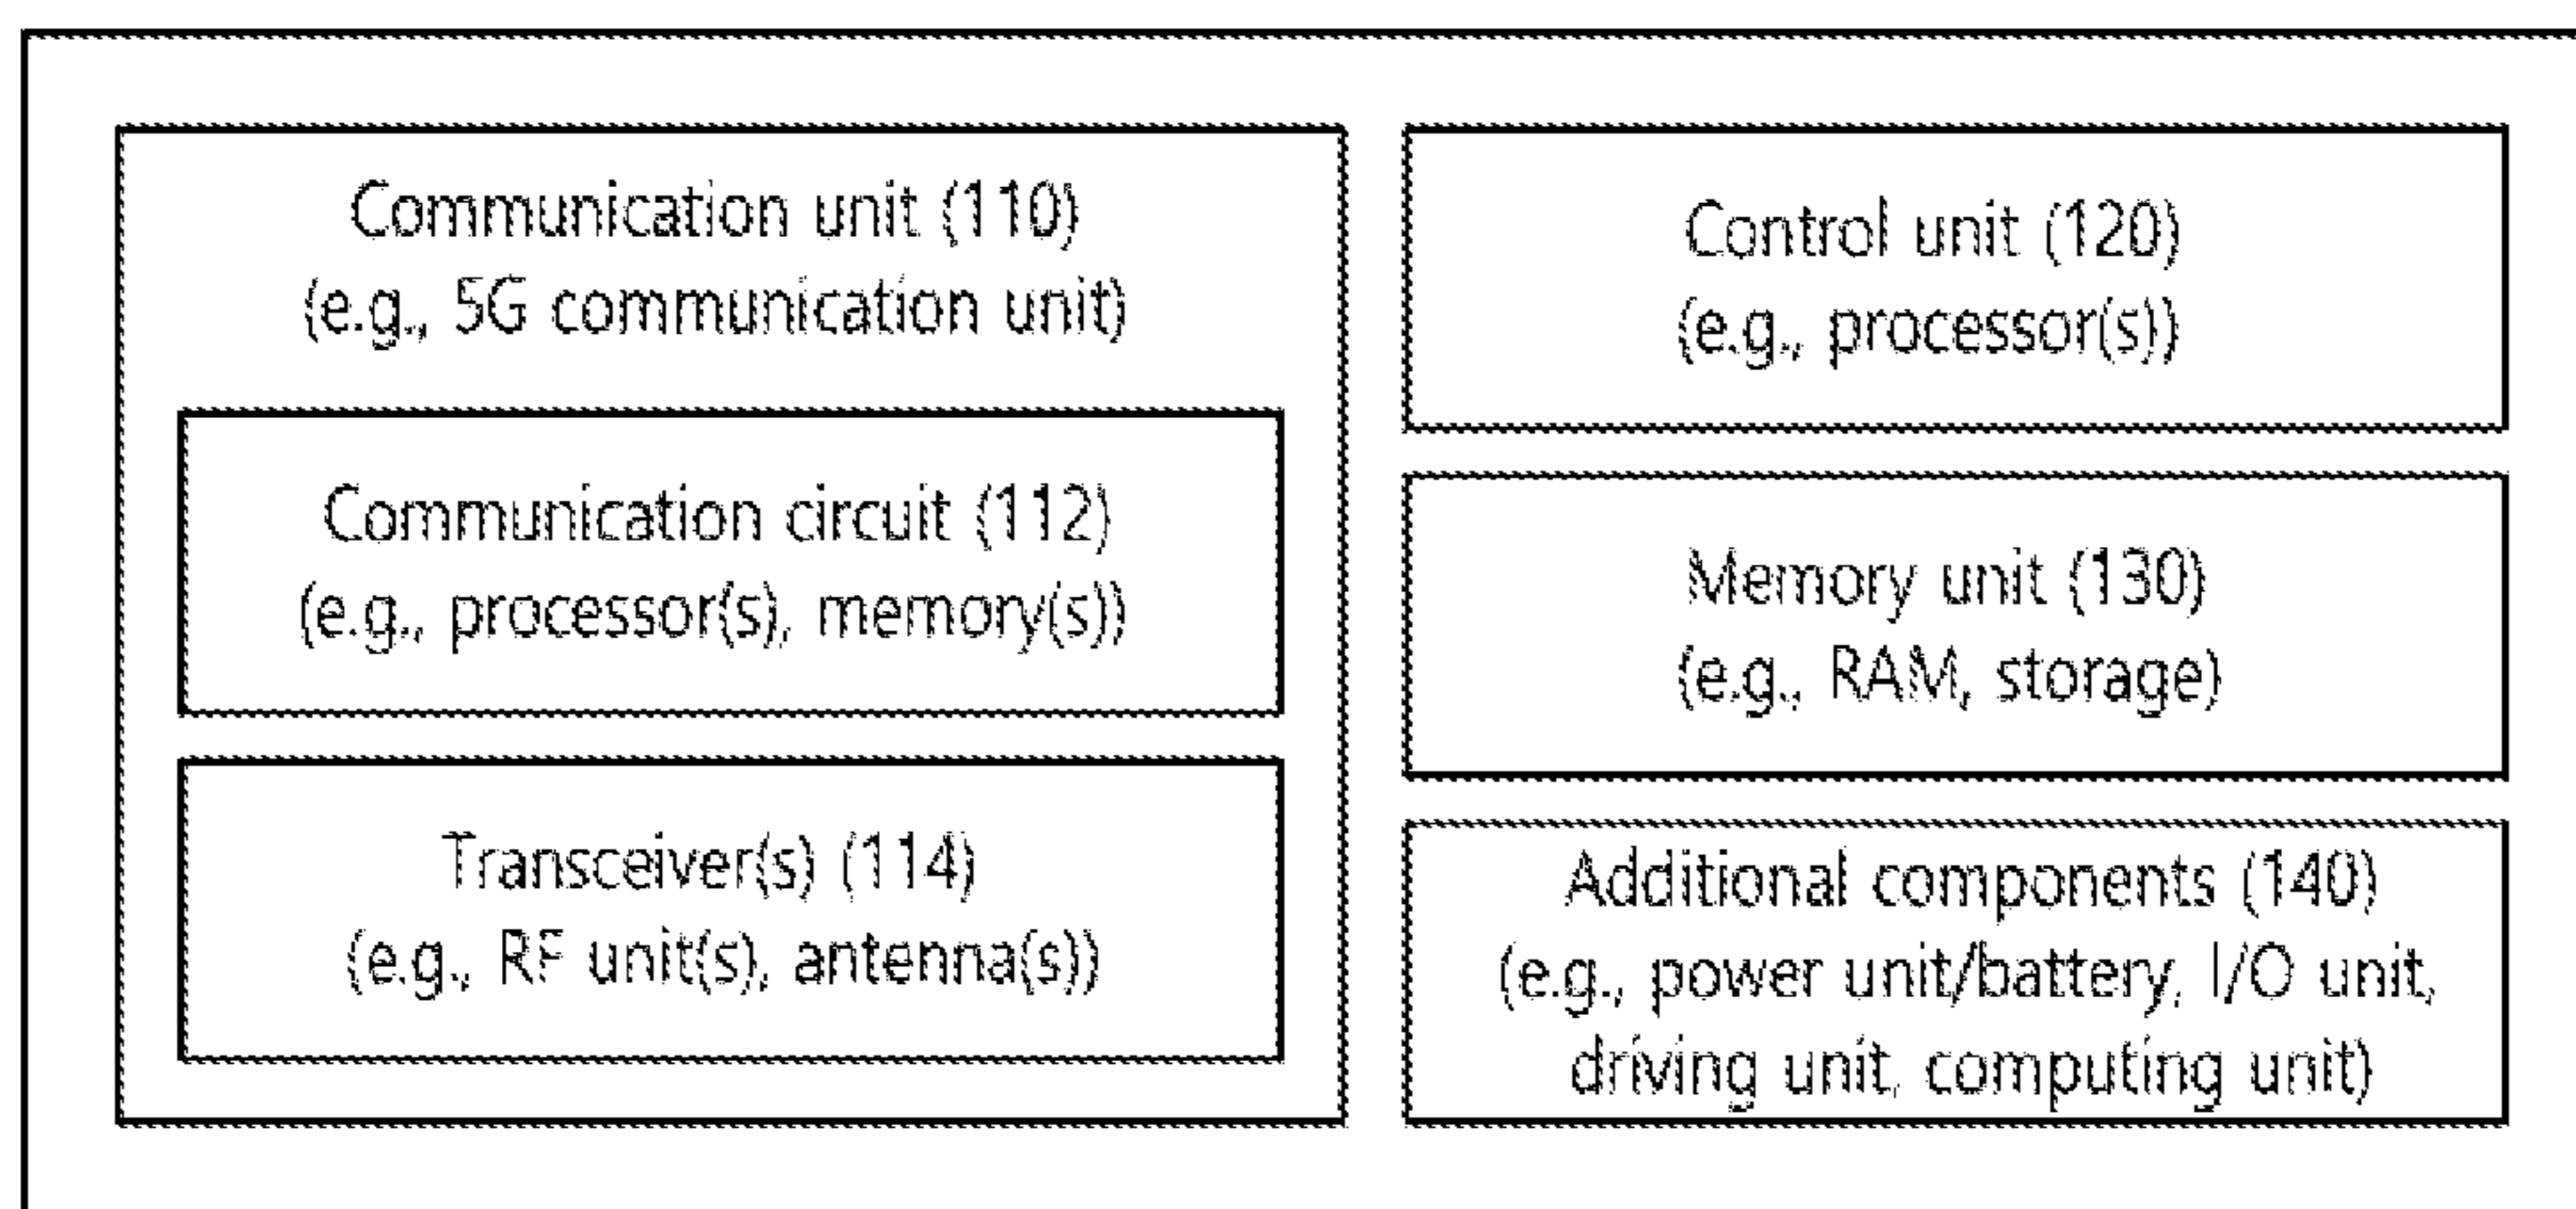 Communication unit (110)
(e.g., 5G communication unit)
Communication circuit (112)
(e.g., processor(s), memory(s))
Transceiver(s) (114)
(e.g., RF unit(s), antenna(s))
Control unit (120)
(e.g., processor(s))
Memory unit (130)
(e.g., RAM, storage)
Additional components (140)
(e.g., power unit/battery, I/O unit,
driving unit, computing unit)